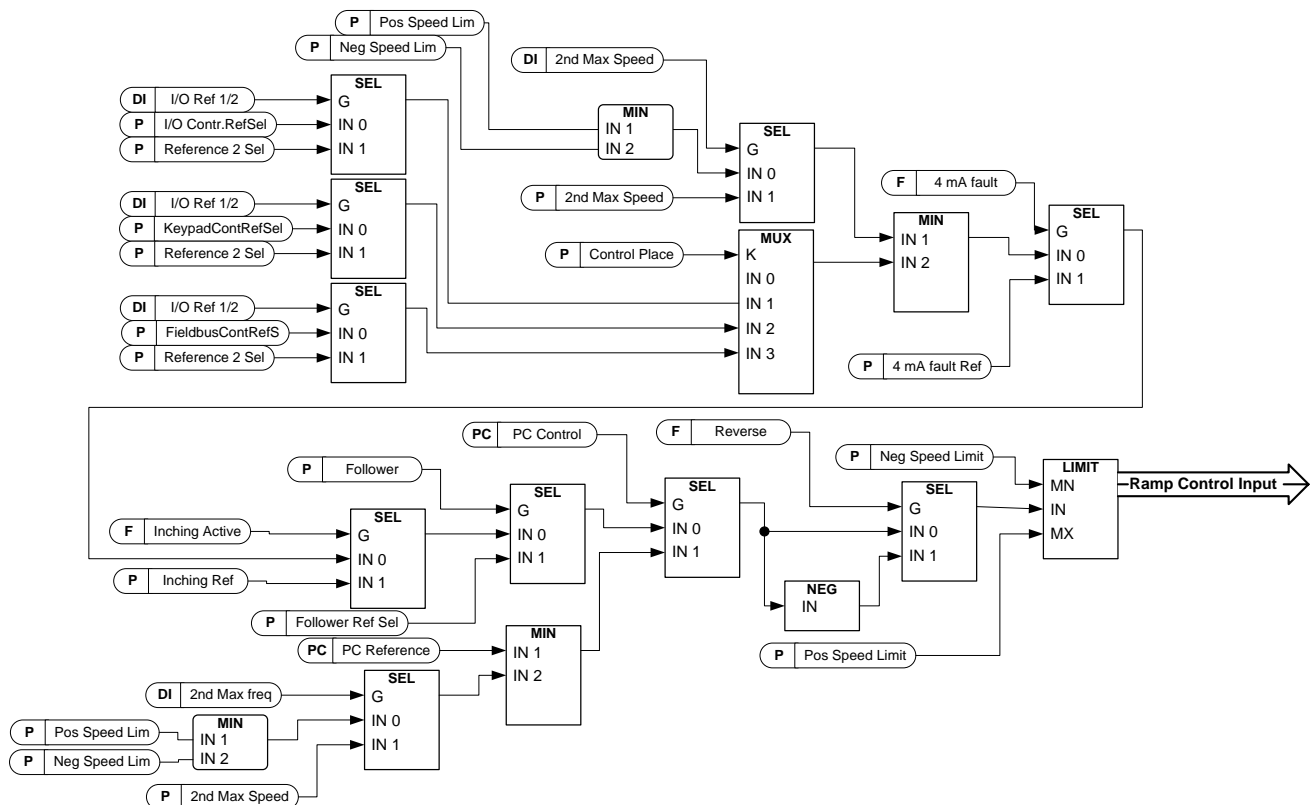 P Pos Speed Lim
P Neg Speed Lim
DI 2nd Max Speed
SEL
DI I/O Ref 1/2
G
P I/O Contr.RefSel
IN 0
P Reference 2 Sel
IN 1
MIN
IN 1
IN 2
SEL
G
IN 0
IN 1
P 2nd Max Speed
SEL
DI I/O Ref 1/2
G
P KeypadContRefSel
IN 0
P Reference 2 Sel
IN 1
F 4 mA fault
MIN
IN 1
IN 2
SEL
G
IN 0
IN 1
MUX
P Control Place
K
IN 0
IN 1
IN 2
IN 3
SEL
DI I/O Ref 1/2
G
P FieldbusContRefS
IN 0
P Reference 2 Sel
IN 1
P 4 mA fault Ref
PC PC Control
F Reverse
P Neg Speed Limit
LIMIT
MN
IN
MX
Ramp Control Input
P Follower
SEL
G
IN 0
IN 1
SEL
G
IN 0
IN 1
SEL
G
IN 0
IN 1
F Inching Active
SEL
G
IN 0
IN 1
P Inching Ref
NEG
IN
P Follower Ref Sel
PC PC Reference
MIN
IN 1
IN 2
P Pos Speed Limit
DI 2nd Max freq
SEL
G
IN 0
IN 1
P Pos Speed Lim
P Neg Speed Lim
MIN
IN 1
IN 2
P 2nd Max Speed